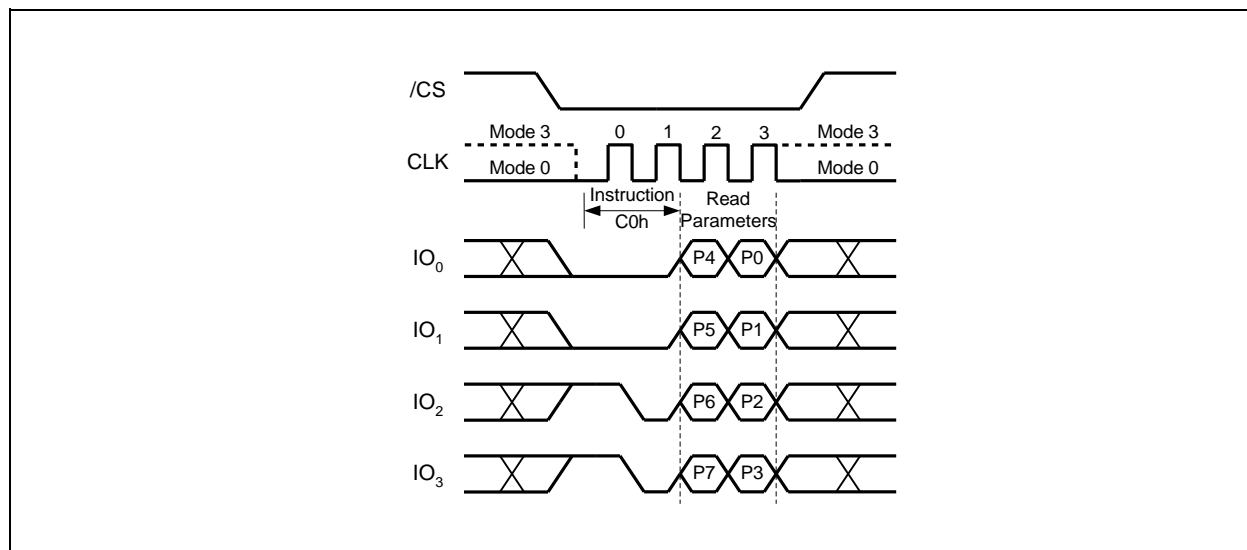 /CS
Mode 3 0 1 2 3 Mode 3
CLK Mode 0 Mode 0
Instruction Read
C0h Parameters
IO0 P4 P0
IO1 P5 P1
IO2 P6 P2
IO3 P7 P3